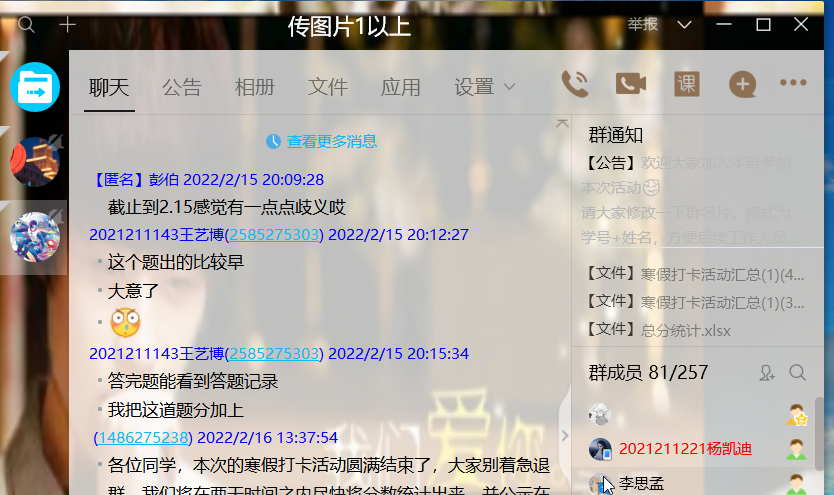 传图片1以上
举报
聊天 公告 相册 文件 应用 设置
课
查看更多消息
【匿名】彭伯 2022/2/15 20:09:28
截止到2.15感觉有一点点歧义哎
2021211143王艺博(2585275303) 2022/2/15 20:12:27
这个题出的比较早
大意了
2021211143王艺博(2585275303) 2022/2/15 20:15:34
答完题能看到答题记录
我把这道题分加上
(1486275238) 2022/2/16 13:37:54
各位同学，本次的寒假打卡活动圆满结束了，大家别着急退
群，我们将在两天时间之内尽快将分数统计出来，并公示在
我们 爱你
群通知
【公告】欢迎大家加入本群参加
本次活动
请大家修改一下群名片，格式为
学号+姓名，方便后续工作人员...
【文件】寒假打卡活动汇总(1)(4...
【文件】寒假打卡活动汇总(1)(3...
【文件】总分统计.xlsx
群成员 81/257
2021211221杨凯迪
李思孟